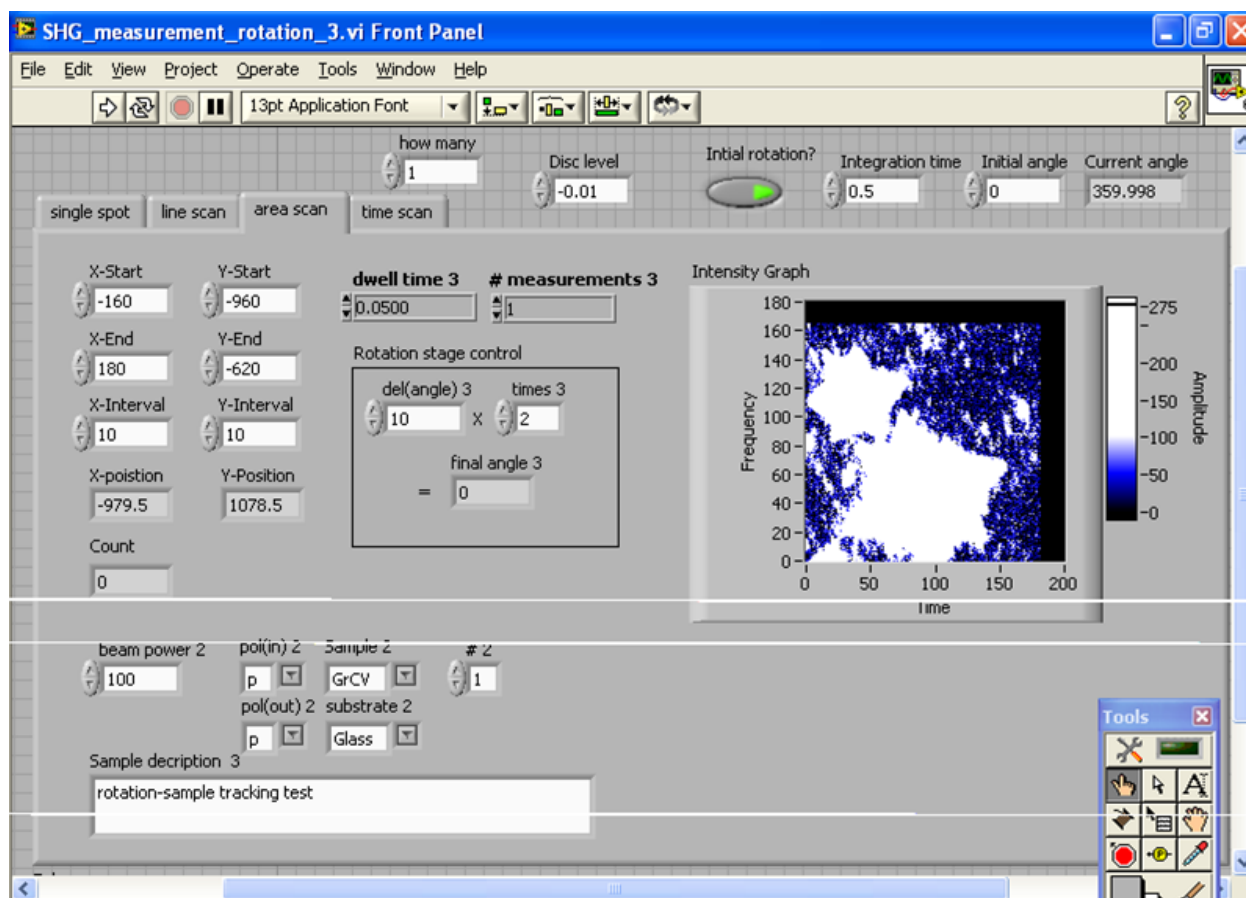 SHG_measurement_rotation_3.vi Front Panel
File Edit View Project Operate Tools Window Help
13pt Application Font
how many
1
Disc level
-0.01
Intial rotation?
Integration time
0.5
Initial angle
0
Current angle
359.998
single spot line scan area scan time scan
X-Start Y-Start
-160 -960
X-End Y-End
180 -620
X-Interval Y-Interval
10 10
X-poistion Y-Position
-979.5 1078.5
Count
0
dwell time 3 # measurements 3
0.0500 1
Rotation stage control
del(angle) 3 times 3
10 X 2
final angle 3
= 0
Intensity Graph
180
160
140
120
100
80
60
40
20
0
Frequency
0 50 100 150 200
Time
275
200
150
100
50
0
Amplitude
beam power 2 pol(in) 2 Sample 2 # 2
100 p GrCV 1
pol(out) 2 substrate 2
p Glass
Sample decription 3
rotation-sample tracking test
Tools